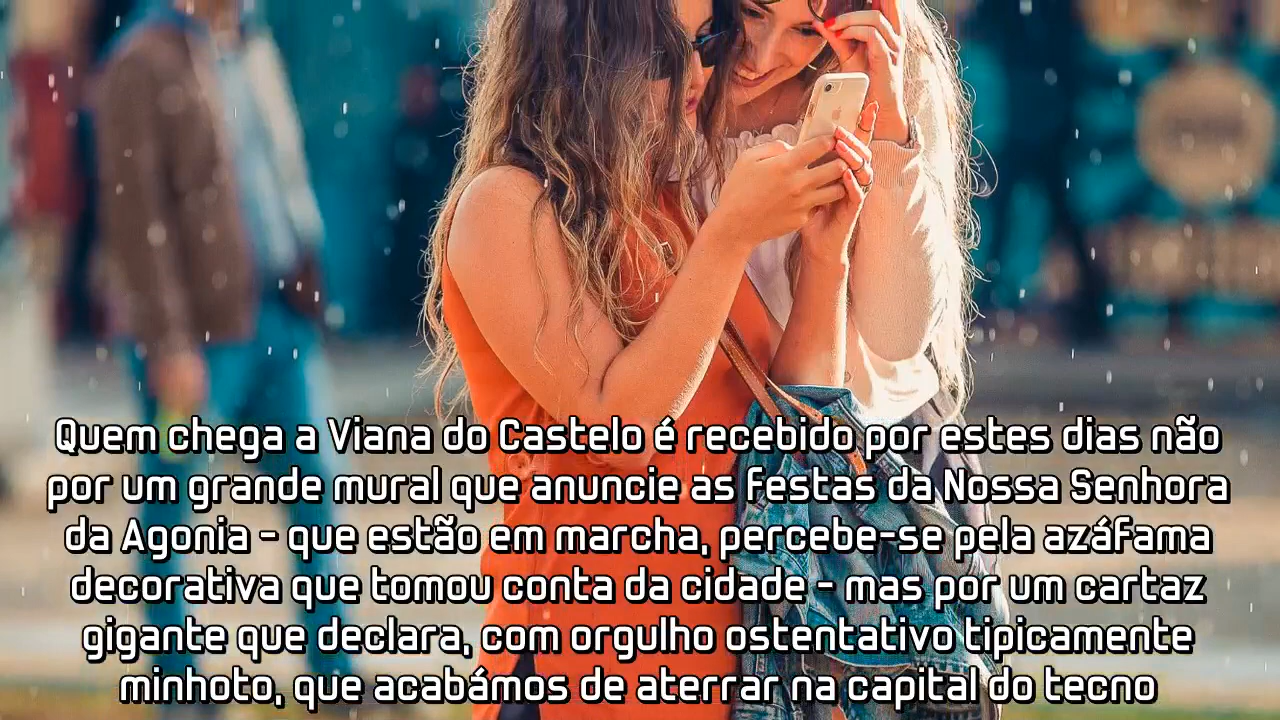 Quem chega a Viana do Castelo é recebido por estes dias não
por um grande mural que anuncie as festas da Nossa Senhora
da Agonia - que estão em marcha, percebe-se pela azáfama
decorativa que tomou conta da cidade - mas por um cartaz
gigante que declara, com orgulho ostentativo tipicamente
minhoto, que acabámos de aterrar na capital do tecno